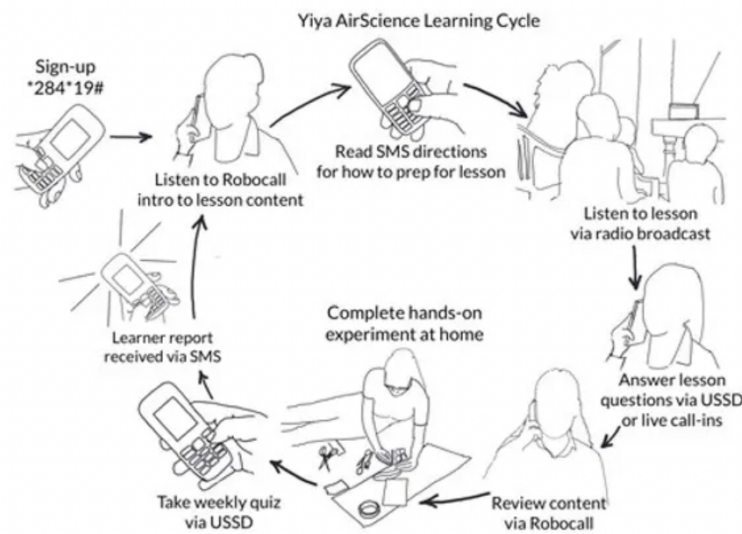 Yiya AirScience Learning Cycle
Sign-up
*284*19#
Listen to Robocall
intro to lesson content
Read SMS directions
for how to prep for lesson
Listen to lesson
via radio broadcast
Answer lesson
questions via USSD
or live call-ins
Review content
via Robocall
Complete hands-on
experiment at home
Take weekly quiz
via USSD
Learner report
received via SMS